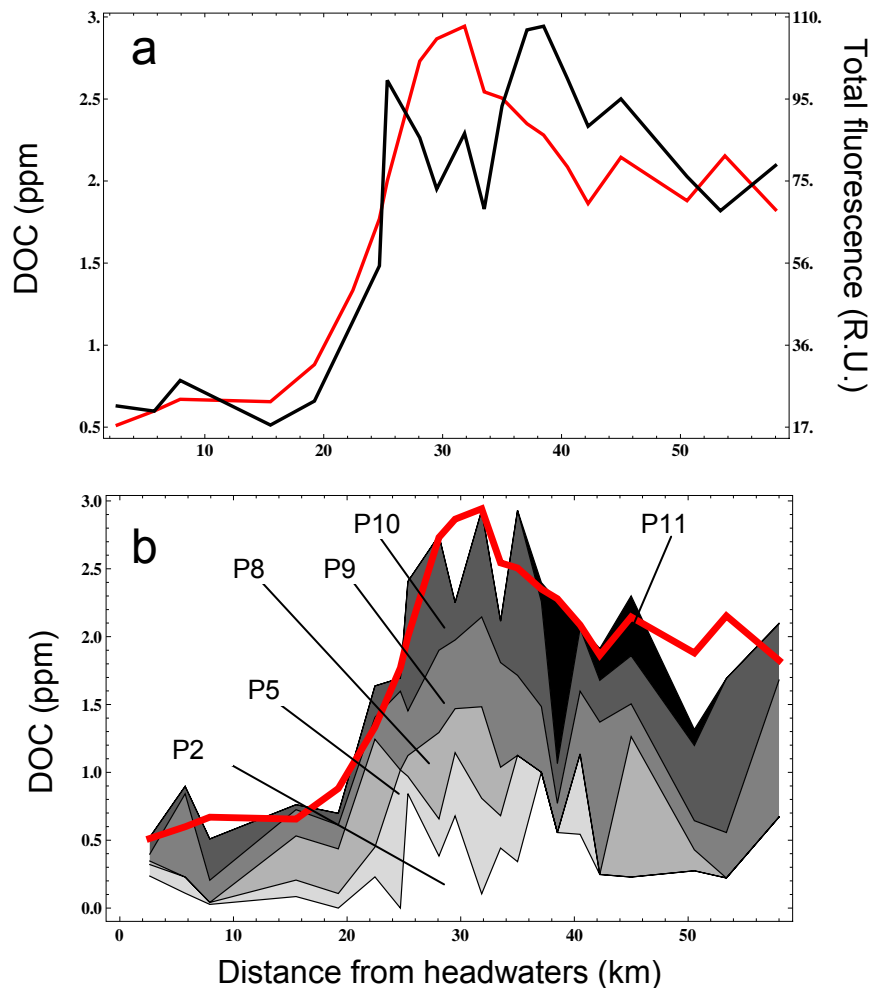 a
3.
2.5
2.
1.5
1.
0.5
DOC (ppm
110.
95.
75.
56.
36.
17.
Total fluorescence (R.U.)
10 20 30 40 50
b
3.0
2.5
2.0
1.5
1.0
0.5
0.0
DOC (ppm)
P10
P11
P8
P9
P5
P2
0 10 20 30 40 50
Distance from headwaters (km)